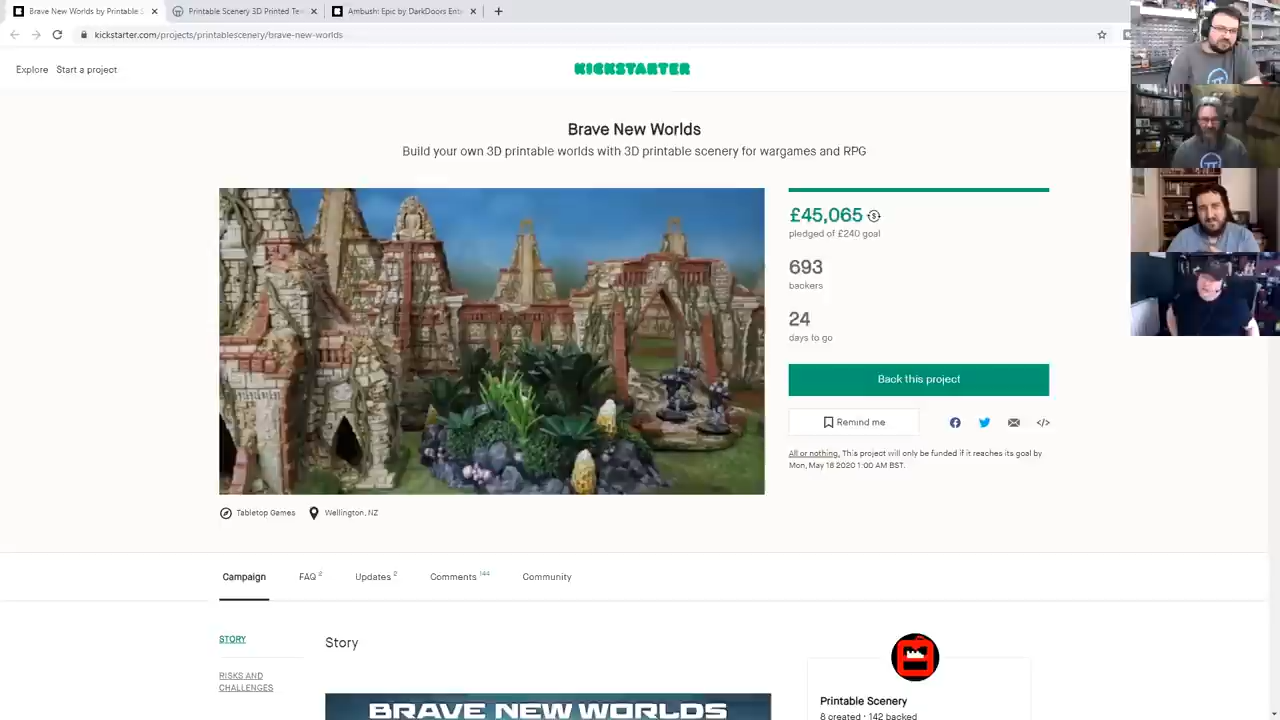 Brave New Worlds by Printable S
Printable Scenery 3D Printed Te
Ambush! Epic by DarkDoors Ente
kickstarter.com/projects/printablescenery/brave-new-worlds
Explore Start a project
KICKSTARTER
Brave New Worlds
Build your own 3D printable worlds with 3D printable scenery for wargames and RPG
£45,065
pledged of £240 goal
693
backers
24
days to go
Back this project
Remind me
All or nothing. This project will only be funded if it reaches its goal by
Mon, May 18 2020 1:00 AM BST.
Tabletop Games Wellington, NZ
Campaign FAQ 2 Updates 2 Comments 144 Community
STORY
Story
RISKS AND
CHALLENGES
BRAVE NEW WORLDS
Printable Scenery
8 created · 142 backed